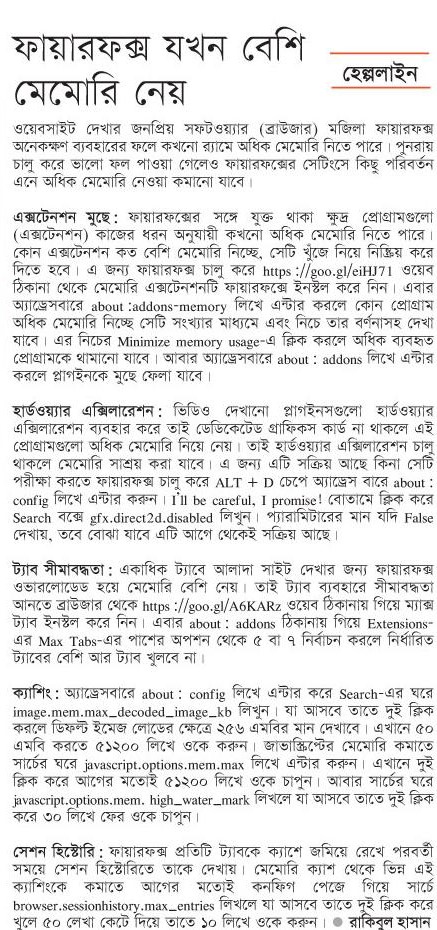 ফায়ারফক্স যখন বেশি
মেমোরি নেয়
হেল্পলাইন
ওয়েবসাইট দেখার জনপ্রিয় সফটওয়্যার (ব্রাউজার) মজিলা ফায়ারফক্স
অনেকক্ষণ ব্যবহারের ফলে কখনো র‍্যামে অধিক মেমোরি নিতে পারে। পুনরায়
চালু করে ভালো ফল পাওয়া গেলেও ফায়ারফক্সের সেটিংসে কিছু পরিবর্তন
এনে অধিক মেমোরি নেওয়া কমানো যাবে।
এক্সটেনশন মুছে : ফায়ারফক্সের সঙ্গে যুক্ত থাকা ক্ষুদ্র প্রোগ্রামগুলো
(এক্সটেনশন) কাজের ধরন অনুযায়ী কখনো অধিক মেমোরি নিতে পারে।
কোন এক্সটেনশন কত বেশি মেমোরি নিচ্ছে, সেটি খুঁজে নিয়ে নিষ্ক্রিয় করে
দিতে হবে। এ জন্য ফায়ারফক্স চালু করে https ://goo.gl/eiHJ71 ওয়েব
ঠিকানা থেকে মেমোরি এক্সটেনশনটি ফায়ারফক্সে ইনস্টল করে নিন। এবার
অ্যাড্রেসবারে about :addons-memory লিখে এন্টার করলে কোন প্রোগ্রাম
অধিক মেমোরি নিচ্ছে সেটি সংখ্যার মাধ্যমে এবং নিচে তার বর্ণনাসহ দেখা
যাবে। এর নিচের Minimize memory usage-এ ক্লিক করলে অধিক ব্যবহৃত
প্রোগ্রামকে থামানো যাবে। আবার অ্যাড্রেসবারে about : addons লিখে এন্টার
করলে প্লাগইনকে মুছে ফেলা যাবে।
হার্ডওয়্যার এক্সিলারেশন : ভিডিও দেখানো প্লাগইনসগুলো হার্ডওয়্যার
এক্সিলারেশন ব্যবহার করে তাই ডেডিকেটেড গ্রাফিকস কার্ড না থাকলে এই
প্রোগ্রামগুলো অধিক মেমোরি নিয়ে নেয়। তাই হার্ডওয়্যার এক্সিলারেশন চালু
থাকলে মেমোরি সাশ্রয় করা যাবে। এ জন্য এটি সক্রিয় আছে কিনা সেটি
পরীক্ষা করতে ফায়ারফক্স চালু করে ALT + D চেপে অ্যাড্রেস বারে about :
config লিখে এন্টার করুন। I'll be careful, I promise! বোতামে ক্লিক করে
Search বক্সে gfx.direct2d.disabled লিখুন। প্যারামিটারের মান যদি False
দেখায়, তবে বোঝা যাবে এটি আগে থেকেই সক্রিয় আছে।
ট্যাব সীমাবদ্ধতা : একাধিক ট্যাবে আলাদা সাইট দেখার জন্য ফায়ারফক্স
ওভারলোডেড হয়ে মেমোরি বেশি নেয়। তাই ট্যাব ব্যবহারে সীমাবদ্ধতা
আনতে ব্রাউজার থেকে https ://goo.gl/A6KARz ওয়েব ঠিকানায় গিয়ে ম্যাক্স
ট্যাব ইনস্টল করে নিন। এবার about : addons ঠিকানায় গিয়ে Extensions-
এর Max Tabs-এর পাশের অপশন থেকে ৫ বা ৭ নির্বাচন করলে নির্ধারিত
ট্যাবের বেশি আর ট্যাব খুলবে না।
ক্যাশিং: অ্যাড্রেসবারে about : config লিখে এন্টার করে Search-এর ঘরে
image.mem.max_decoded_image_kb লিখুন। যা আসবে তাতে দুই ক্লিক
করলে ডিফল্ট ইমেজ লোডের ক্ষেত্রে ২৫৬ এমবির মান দেখাবে। এখানে ৫০
এমবি করতে ৫১২০০ লিখে ওকে করুন। জাভাস্ক্রিপ্টের মেমোরি কমাতে
সার্চের ঘরে javascript.options.mem.max লিখে এন্টার করুন। এখানে দুই
ক্লিক করে আগের মতোই ৫১২০০ লিখে ওকে চাপুন। আবার সার্চের ঘরে
javascript.options.mem. high_water_mark লিখলে যা আসবে তাতে দুই ক্লিক
করে ৩০ লিখে ফের ওকে চাপুন।
সেশন হিস্টোরি : ফায়ারফক্স প্রতিটি ট্যাবকে ক্যাশে জমিয়ে রেখে পরবর্তী
সময়ে সেশন হিস্টোরিতে তাকে দেখায়। মেমোরি ক্যাশ থেকে ভিন্ন এই
ক্যাশিংকে কমাতে আগের মতোই কনফিগ পেজে গিয়ে সার্চে
browser.sessionhistory.max_entries লিখলে যা আসবে তাতে দুই ক্লিক করে
খুলে ৫০ লেখা কেটে দিয়ে তাতে ১০ লিখে ওকে করুন। ● রাকিবুল হাসান